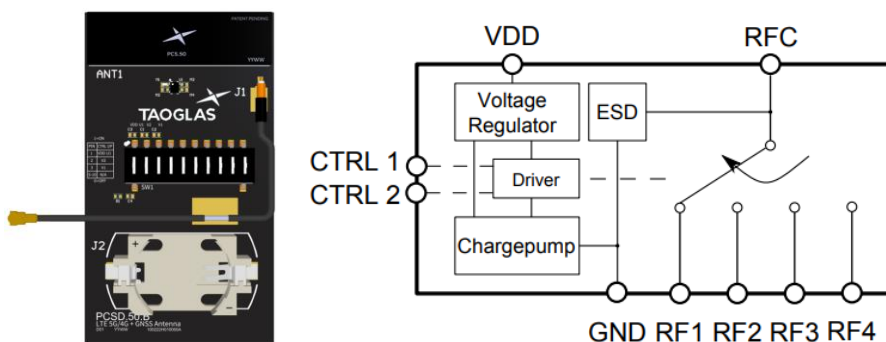 PATENT PENDING
PCS.50
YYWW
ANT1
J1
TAOGLAS
SW1
J2
+
PCSD.50.B
LTE 5G/4G + GNSS Antenna
VDD
RFC
Voltage
Regulator
ESD
CTRL 1
CTRL 2
Driver
Chargepump
GND RF1 RF2 RF3 RF4